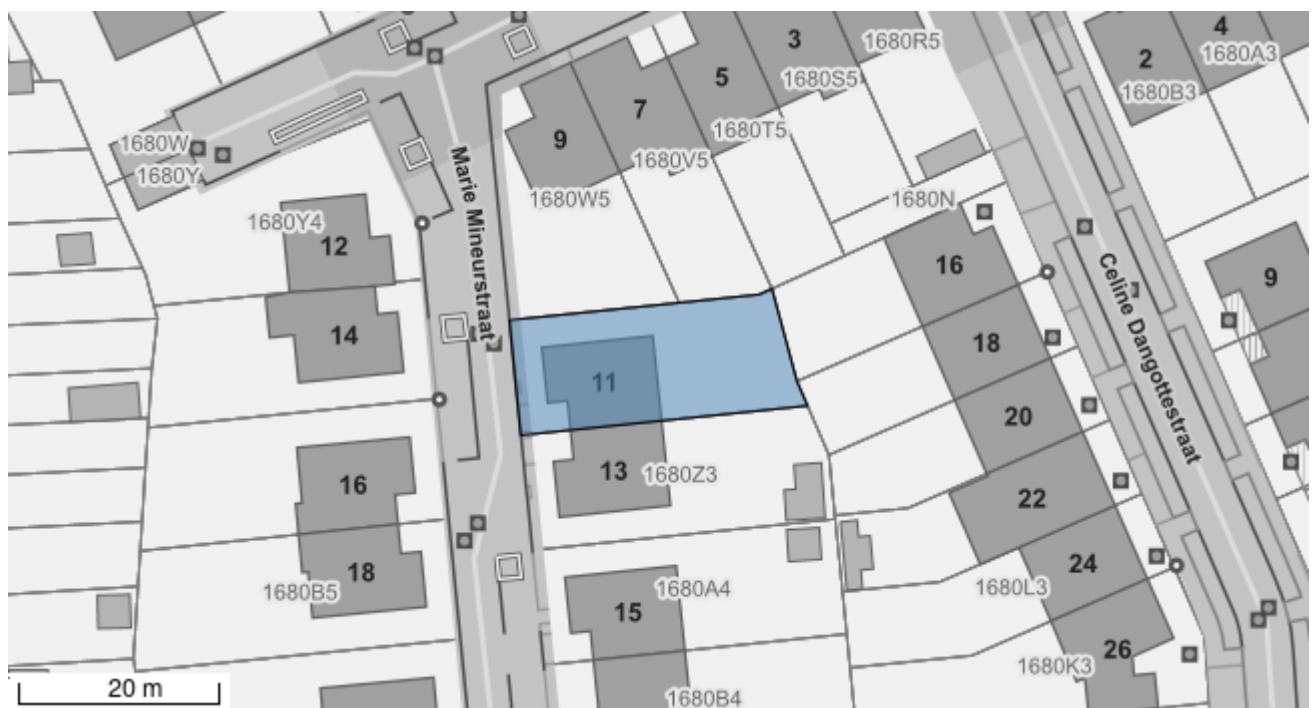 4
3
1680R5
2
1680A3
5
1680S5
1680B3
7
9
1680T5
1680W
1680V5
1680Y
1680W5
1680N
1680Y4
Marie Mineurstraat
12
16
Celine Dangottestraat
9
14
18
11
20
13
1680Z3
16
22
18
24
1680B5
1680A4
1680L3
15
26
1680K3
20 m
1680B4